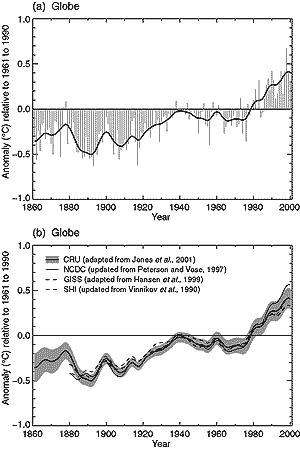 (a) Globe
Anomaly (°C) relative to 1961 to 1990
1.0
0.5
0.0
−0.5
−1.0
1860 1880 1900 1920 1940 1960 1980 2000
Year
(b) Globe
Anomaly (°C) relative to 1961 to 1990
1.0
CRU (adapted from Jones et al., 2001)
NCDC (updated from Peterson and Vose, 1997)
GISS (adapted from Hansen et al., 1999)
SHI (updated from Vinnikov et al., 1990)
0.5
0.0
−0.5
−1.0
1860 1880 1900 1920 1940 1960 1980 2000
Year